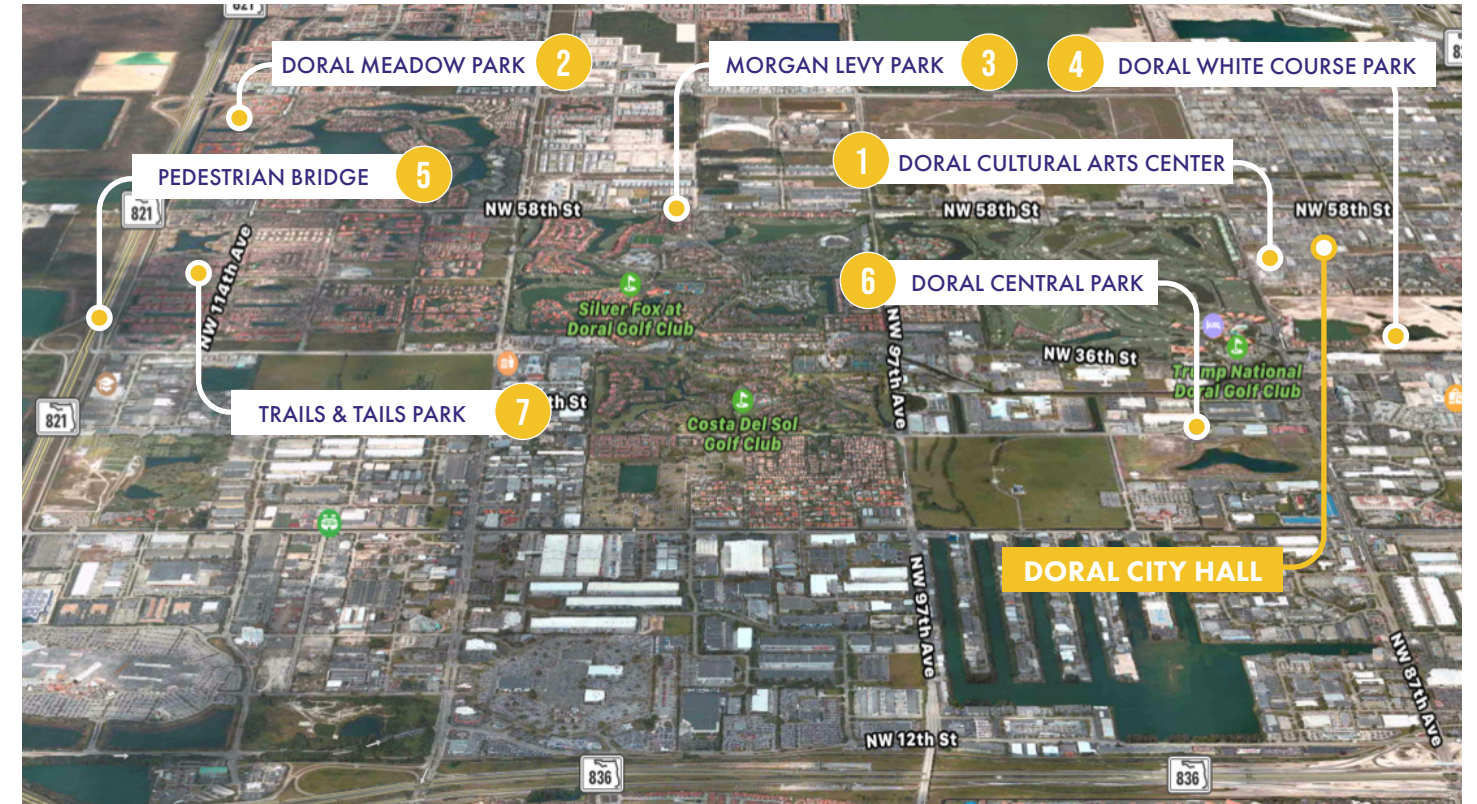 821
DORAL MEADOW PARK 2
MORGAN LEVY PARK 3
4 DORAL WHITE COURSE PARK
1 DORAL CULTURAL ARTS CENTER
PEDESTRIAN BRIDGE 5
821
NW 58th St
NW 58th St
NW 58th St
NW 114th Ave
6 DORAL CENTRAL PARK
Silver Fox at
Doral Golf Club
NW 97th Ave
NW 36th St
Trump National
Doral Golf Club
TRAILS & TAILS PARK 7
th St
821
Costa Del Sol
Golf Club
DORAL CITY HALL
NW 97th Ave
NW 87th Ave
NW 12th St
836
836